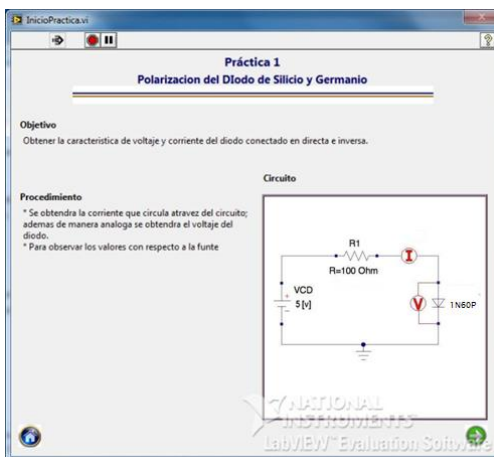 InicioPractica.vi
Práctica 1
Polarizacion del DIodo de Silicio y Germanio
Objetivo
Obtener la caracteristica de voltaje y corriente del diodo conectado en directa e inversa.
Circuito
Procedimiento
* Se obtendra la corriente que circula atravez del circuito;
ademas de manera analoga se obtendra el voltaje del
diodo.
* Para observar los valores con respecto a la funte
R1
I
R=100 Ohm
VCD
5 [v]
+
V
1N60P
NATIONAL
INSTRUMENTS
LabVIEW™ Evaluation Software